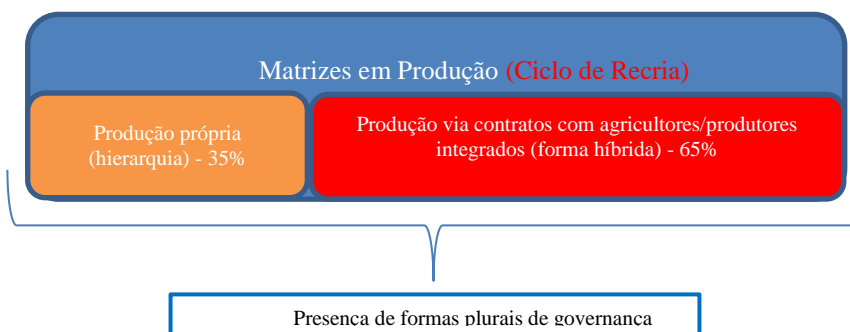 Matrizes em Produção (Ciclo de Recria)
Produção própria
(hierarquia) - 35%
Produção via contratos com agricultores/produtores
integrados (forma híbrida) - 65%
Presença de formas plurais de governança